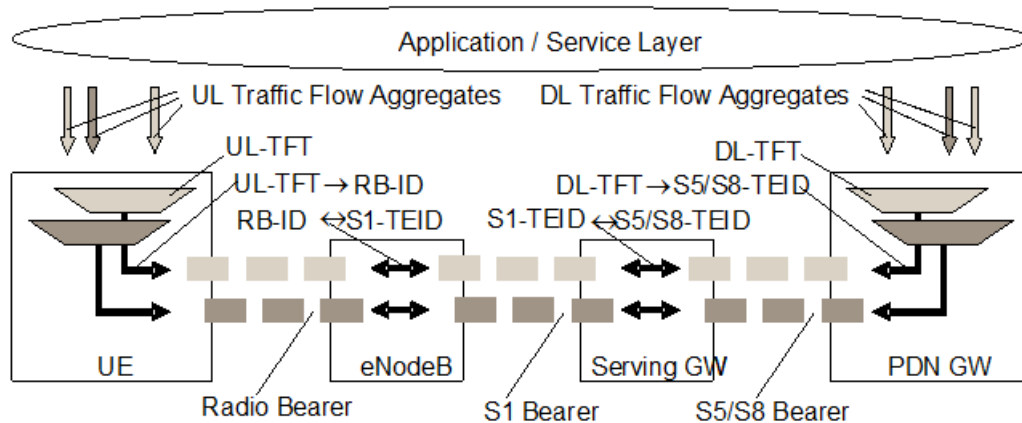 Application / Service Layer
UL Traffic Flow Aggregates
DL Traffic Flow Aggregates
UL-TFT
DL-TFT
UL-TFT→RB-ID
DL-TFT→S5/S8-TEID
RB-ID ↔S1-TEID
S1-TEID ↔S5/S8-TEID
UE
eNodeB
Serving GW
PDN GW
Radio Bearer
S1 Bearer
S5/S8 Bearer